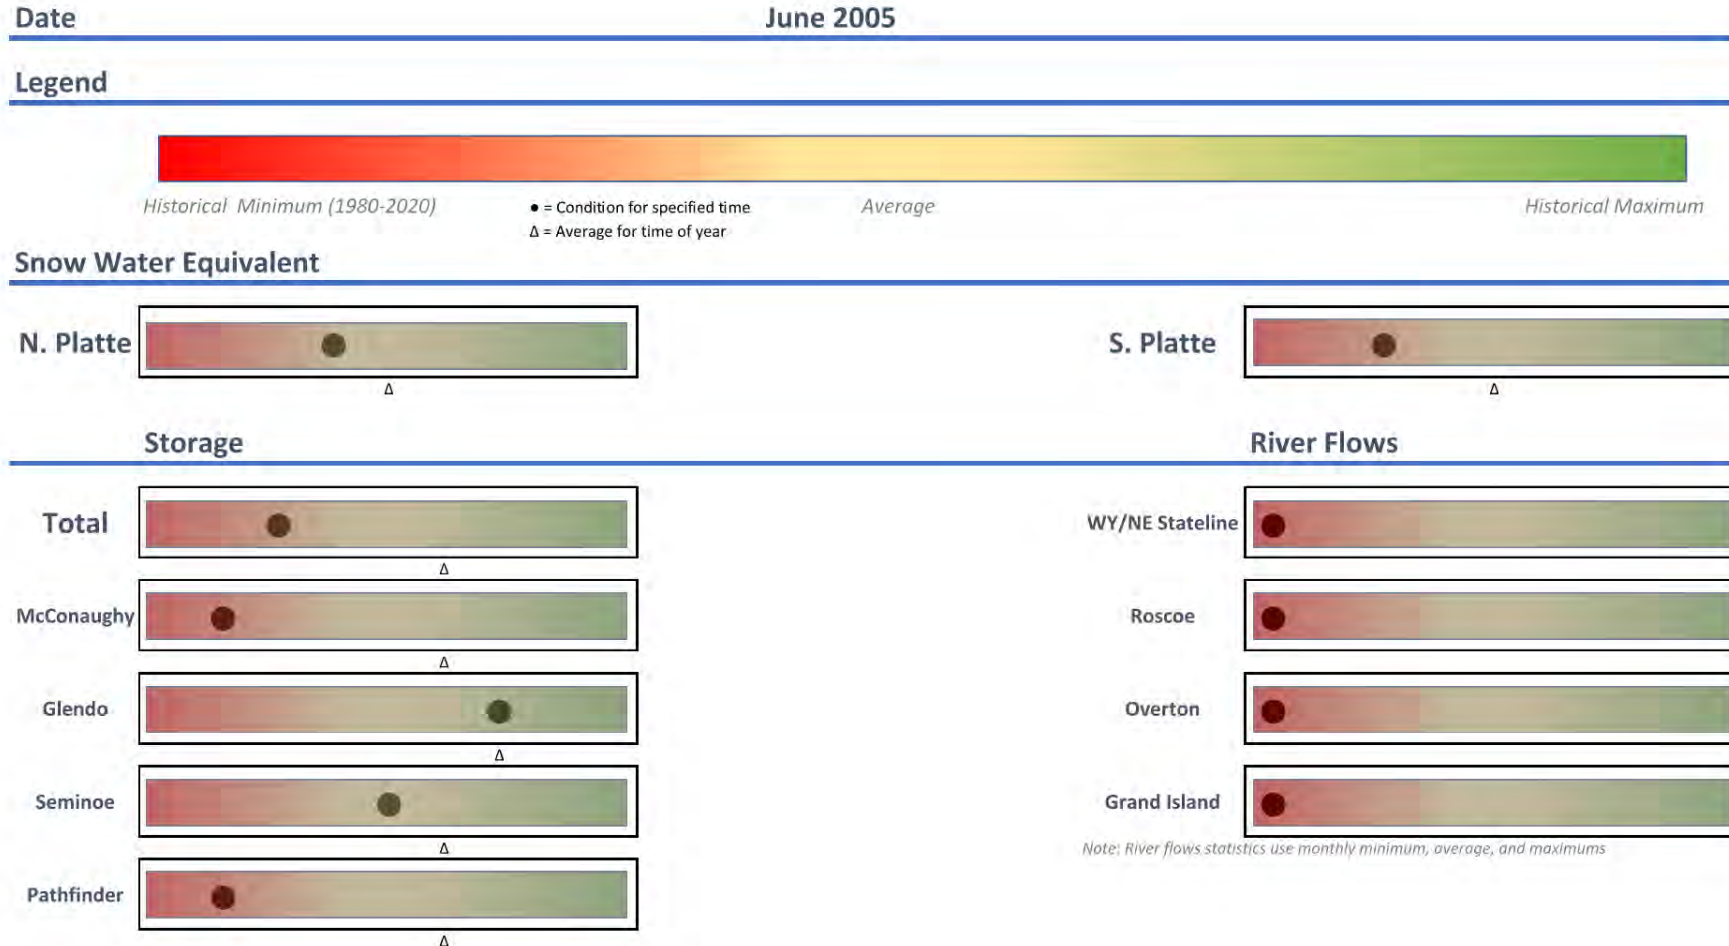 Date June 2005
Legend
Historical Minimum (1980-2020) ● = Condition for specified time Average Historical Maximum
Δ = Average for time of year
Snow Water Equivalent
N. Platte S. Platte
Δ Δ
Storage River Flows
Total WY/NE Stateline
Δ
McConaughy Roscoe
Δ
Glendo Overton
Δ
Seminoe Grand Island
Δ Note: River flows statistics use monthly minimum, average, and maximums
Pathfinder
Δ